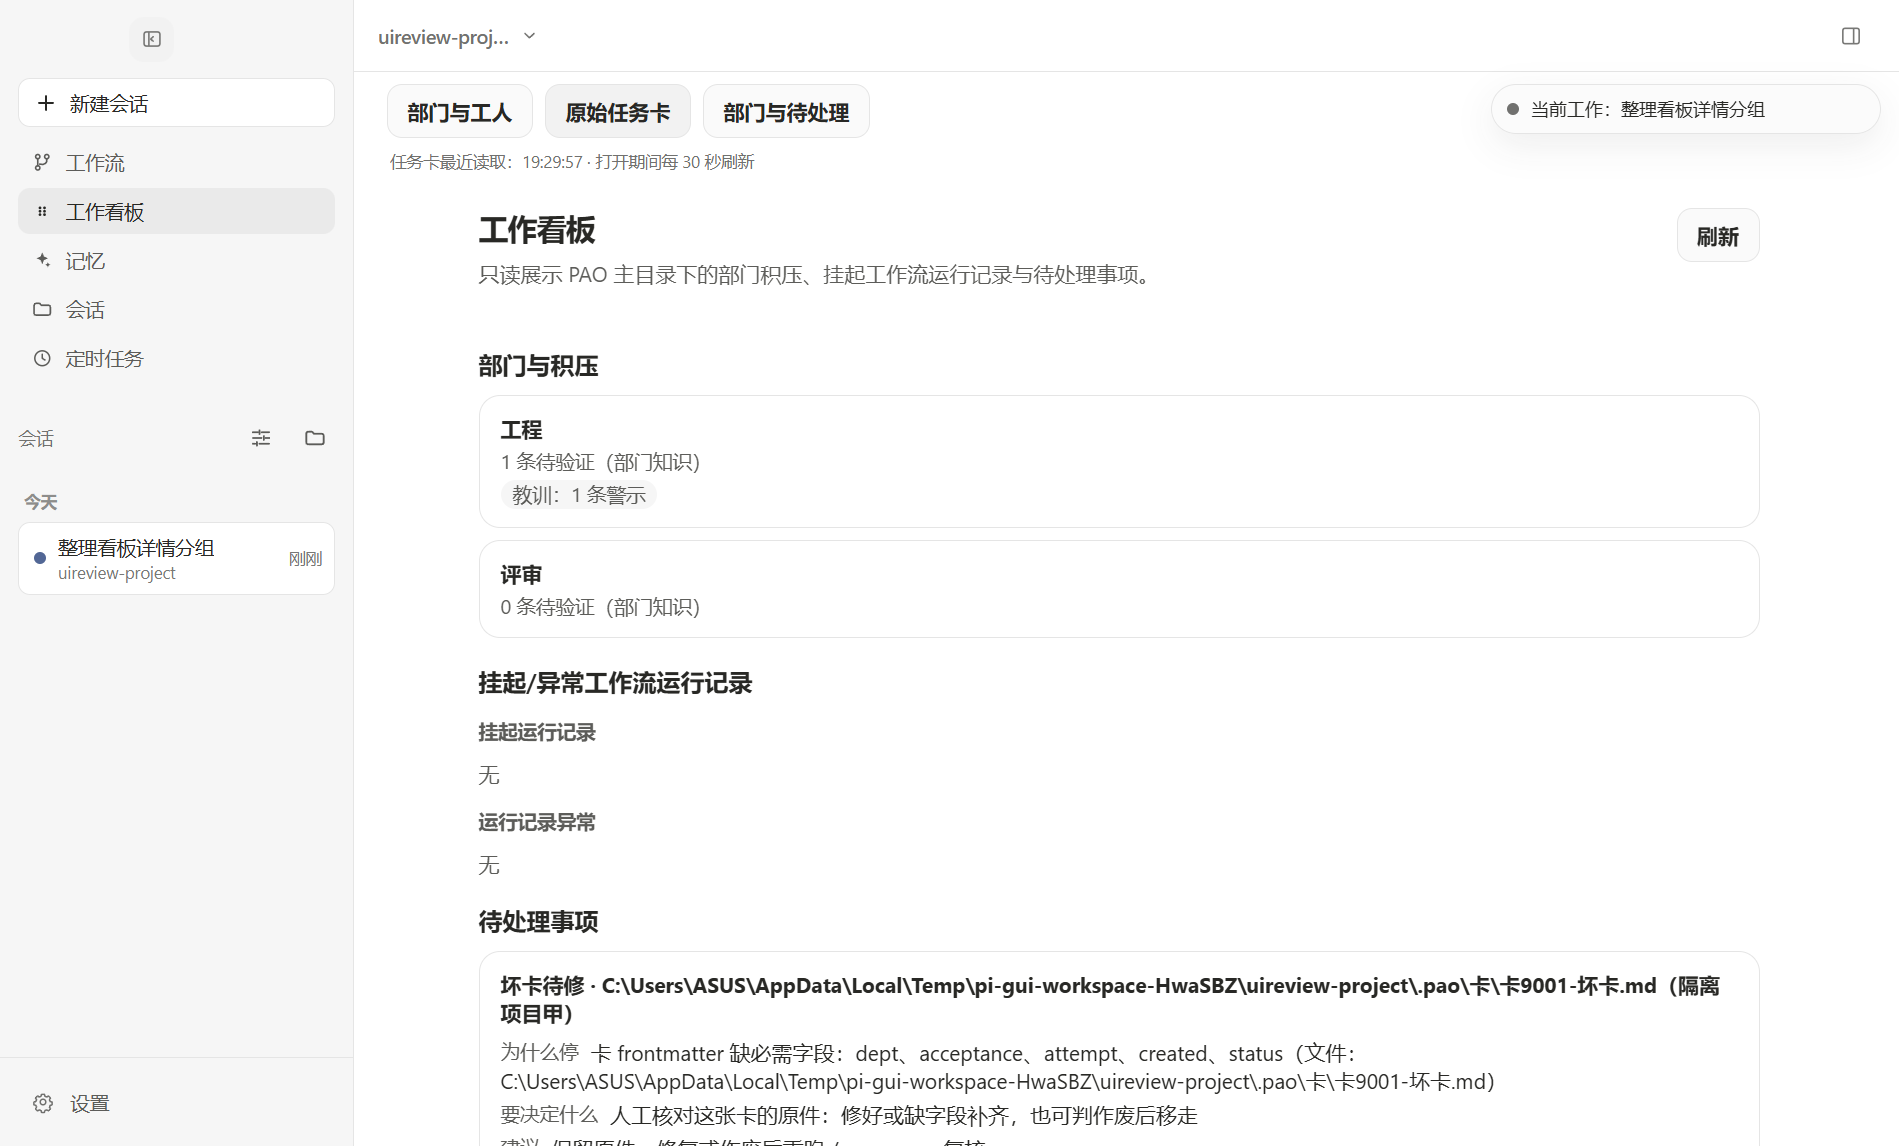 新建会话
工作流
工作看板
记忆
会话
定时任务
会话
今天
整理看板详情分组
uireview-project
刚刚
设置
uireview-proj...
部门与工人
原始任务卡
部门与待处理
当前工作：整理看板详情分组
任务卡最近读取：19:29:57 · 打开期间每 30 秒刷新
工作看板
刷新
只读展示 PAO 主目录下的部门积压、挂起工作流运行记录与待处理事项。
部门与积压
工程
1 条待验证（部门知识）
教训：1 条警示
评审
0 条待验证（部门知识）
挂起/异常工作流运行记录
挂起运行记录
无
运行记录异常
无
待处理事项
坏卡待修 · C:\Users\ASUS\AppData\Local\Temp\pi-gui-workspace-HwaSBZ\uireview-project\.pao\卡\卡9001-坏卡.md（隔离
项目甲）
为什么停 卡 frontmatter 缺必需字段：dept、acceptance、attempt、created、status（文件：
C:\Users\ASUS\AppData\Local\Temp\pi-gui-workspace-HwaSBZ\uireview-project\.pao\卡\卡9001-坏卡.md）
要决定什么 人工核对这张卡的原件：修好或缺字段补齐，也可判作废后移走